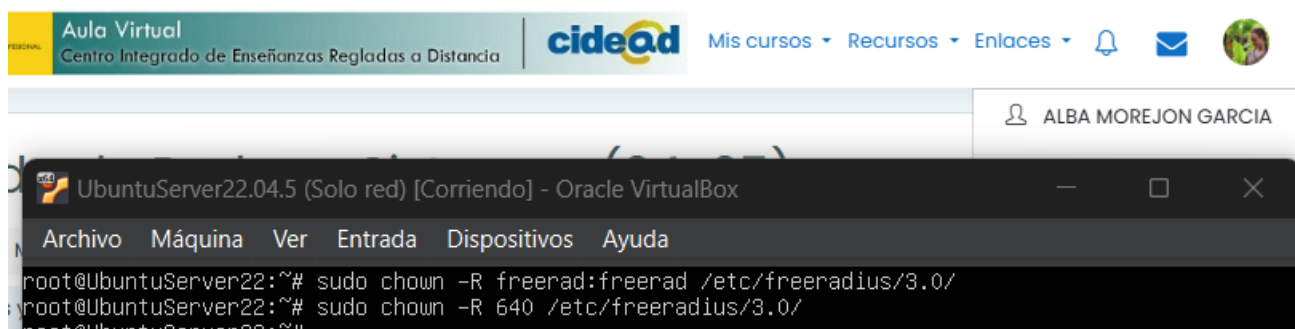 Aula Virtual
Centro Integrado de Enseñanzas Regladas a Distancia
cidead
Mis cursos Recursos Enlaces
ALBA MOREJON GARCIA
UbuntuServer22.04.5 (Solo red) [Corriendo] - Oracle VirtualBox
Archivo Máquina Ver Entrada Dispositivos Ayuda
root@UbuntuServer22:~# sudo chown -R freerad:freerad /etc/freeradius/3.0/
root@UbuntuServer22:~# sudo chown -R 640 /etc/freeradius/3.0/